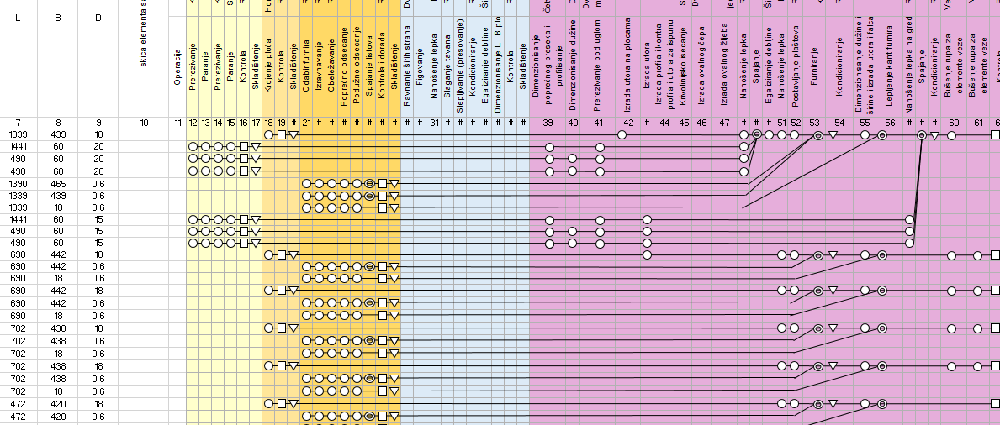 L B D skica elementa Operacija
Prerezivanje
Paranje
Paranje
Kontrola
Skladištenje
Krojenje ploča
Kontrola
Skladištenje
Odabir furnira
Izravnavanje
Obeležavanje
Poprečno odsecanje
Podužno odsecanje
Spajanje listova
Kontrola i dorada
Skladištenje
Ravnanje širih strana
Figovanje
Nanošenje lepka
Slaganje tavana
Slepljivanje (presovanje)
Kondicioniranje
Egaliziranje debljine
Dimenzionisanje L i B plo
Kontrola
Skladištenje
Dimenzionisanje
poprečnog preseka i
profilisanje
Dimenzionisanje dužine
Prerezivanje pod uglom
Izrada utora na plocama
Izrada utora
Izrada profila i kontra
profila i utora za ispunu
Krivolinijsko isecanje
Izrada ovalnog čepa
Izrada ovalnog žljeba
Nanošenje lepka
Spajanje
Egaliziranje debljine
Nanošenje lepka
Postavljanje plašteva
Furniranje
Kondicioniranje
Dimenzionisanje dužine i
širine i izrada utora i falca
Lepljenje kant furnira
Nanošenje lepka na gred
Spajanje
Kondicioniranje
Bušenje rupa za
elemente veze
Bušenje rupa za
elemente veze
7 8 9 10 11 12 13 14 15 16 17 18 19 # 21 # # # # # # # # # 31 # # # # # # # 39 40 41 42 # 44 45 46 47 # # # 51 52 53 54 55 56 # # # 60 61
1339 439 18
1441 60 20
490 60 20
490 60 20
1390 465 0.6
1339 439 0.6
1339 18 0.6
1441 60 15
490 60 15
490 60 15
690 442 18
690 442 0.6
690 18 0.6
690 442 18
690 442 0.6
690 18 0.6
702 438 18
702 438 0.6
702 18 0.6
702 438 18
702 438 0.6
702 18 0.6
472 420 18
472 420 0.6